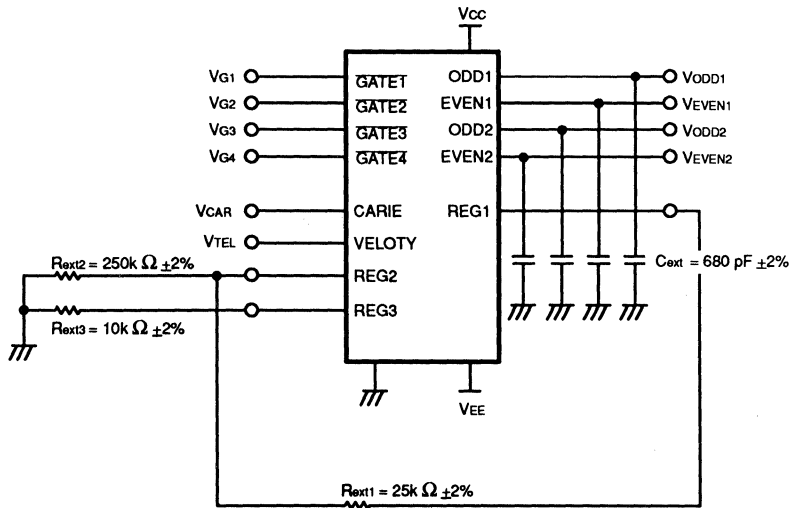 Vcc
VG1
GATE1
ODD1
VODD1
VG2
GATE2
EVEN1
VEVEN1
VG3
GATE3
ODD2
VODD2
VG4
GATE4
EVEN2
VEVEN2
VCAR
CARIE
REG1
VTEL
VELOTY
Rext2 = 250k Ω ±2%
REG2
Cext = 680 pF ±2%
REG3
Rext3 = 10k Ω ±2%
VEE
Rext1 = 25k Ω ±2%